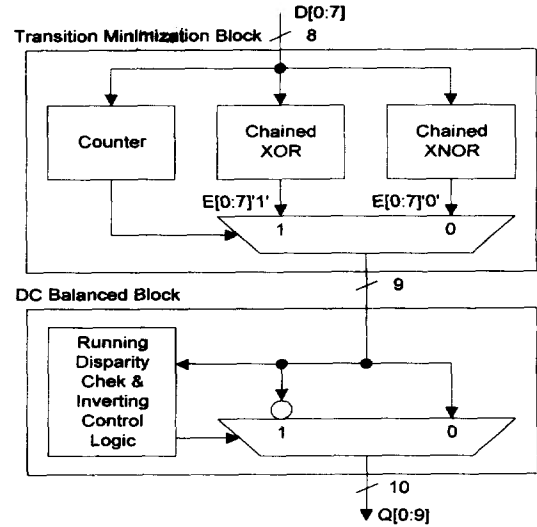 D[0:7]
Transition Minimization Block
8
Counter
Chained
XOR
Chained
XNOR
E[0:7]'1'
E[0:7]'0'
1
0
9
DC Balanced Block
Running
Disparity
Chek &
Inverting
Control
Logic
1
0
10
Q[0:9]